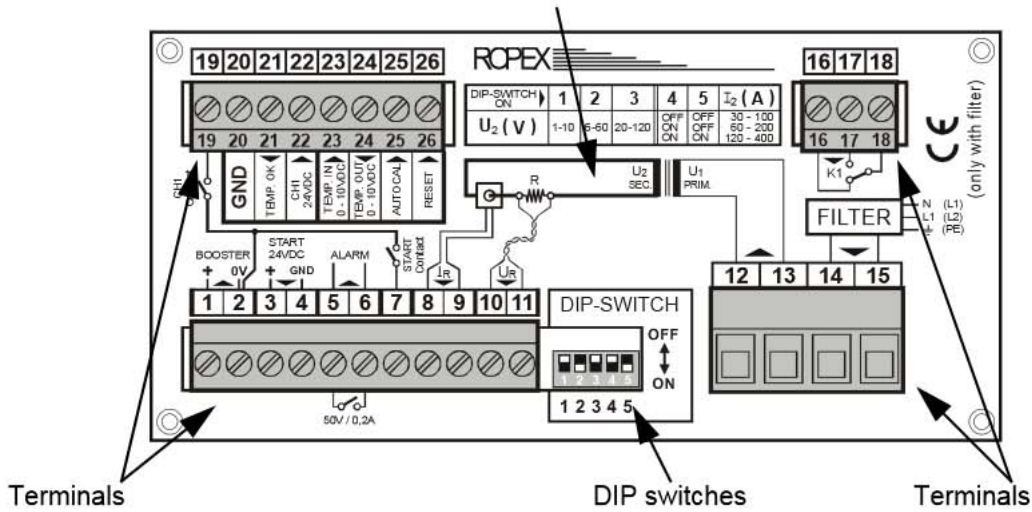 19 20 21 22 23 24 25 26
ROPEX
16 17 18
DIP-SWITCH ON 1 2 3 4 5 I2 (A)
U2 (V) 1-10 6-60 20-120
OFF OFF 30 - 100
ON OFF 60 - 200
ON ON 120 - 400
19 20 21 22 23 24 25 26
16 17 18
CH1
GND
TEMP. OK
CH1 24VDC
TEMP. IN 0 - 10VDC
TEMP. OUT 0 - 10VDC
AUTOCAL
RESET
R
U2 SEC.
U1 PRIM.
K1
CE
(only with filter)
FILTER
N (L1)
L1 (L2)
(PE)
BOOSTER
+ 0V
START 24VDC
+ GND
ALARM
START Contact
IR
UR
1 2 3 4 5 6 7 8 9 10 11
12 13 14 15
DIP-SWITCH
OFF
ON
1 2 3 4 5
1 2 3 4 5
50V / 0,2A
Terminals
DIP switches
Terminals